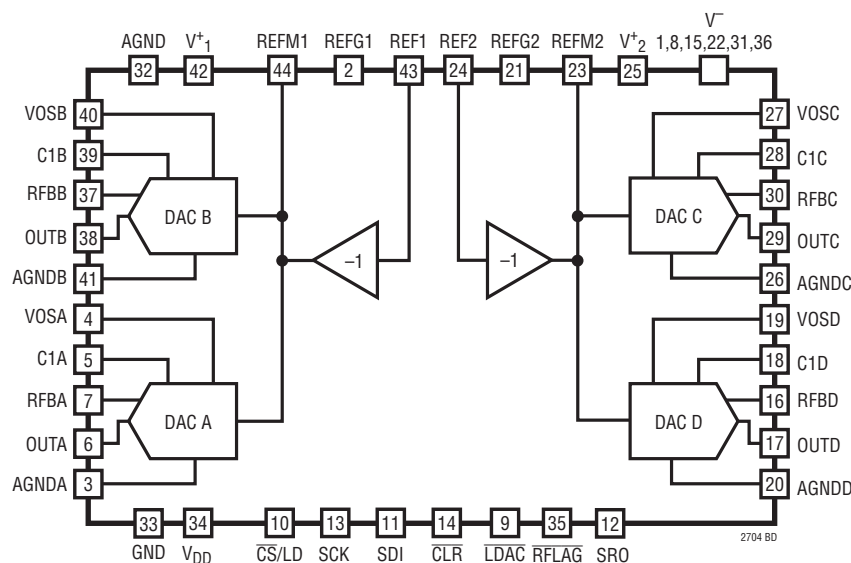 AGND V⁺1 REFM1 REFG1 REF1 REF2 REFG2 REFM2 V⁺2 V⁻
1,8,15,22,31,36
32 42 44 2 43 24 21 23 25
VOSB 40 27 VOSC
C1B 39 28 C1C
RFBB 37 30 RFBC
DAC B DAC C
OUTB 38 29 OUTC
–1 –1
AGNDB 41 26 AGNDC
VOSA 4 19 VOSD
C1A 5 18 C1D
RFBA 7 16 RFBD
DAC A DAC D
OUTA 6 17 OUTD
AGNDA 3 20 AGNDD
33 34 10 13 11 14 9 35 12
2704 BD
GND VDD CS/LD SCK SDI CLR LDAC RFLAG SRO